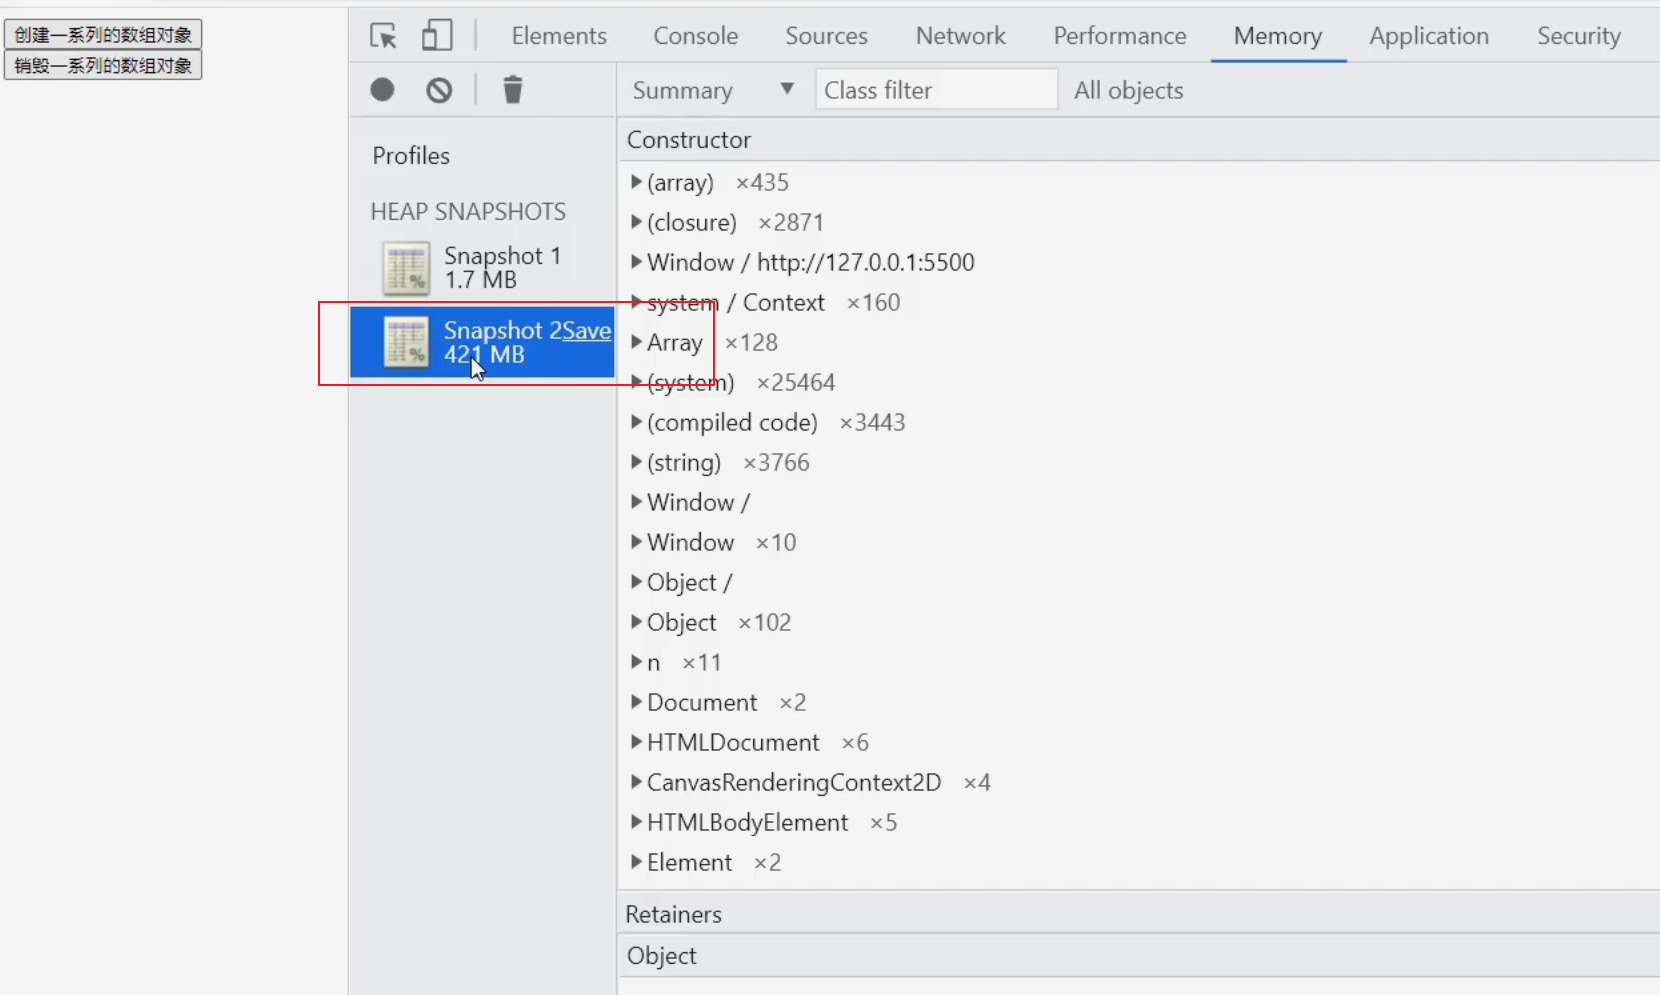 创建一系列的数组对象
销毁一系列的数组对象
Elements Console Sources Network Performance Memory Application Security
Summary ▼ Class filter All objects
Profiles
HEAP SNAPSHOTS
Snapshot 1
1.7 MB
Snapshot 2Save
421 MB
Constructor
(array) ×435
(closure) ×2871
Window / http://127.0.0.1:5500
system / Context ×160
Array ×128
(system) ×25464
(compiled code) ×3443
(string) ×3766
Window /
Window ×10
Object /
Object ×102
n ×11
Document ×2
HTMLDocument ×6
CanvasRenderingContext2D ×4
HTMLBodyElement ×5
Element ×2
Retainers
Object